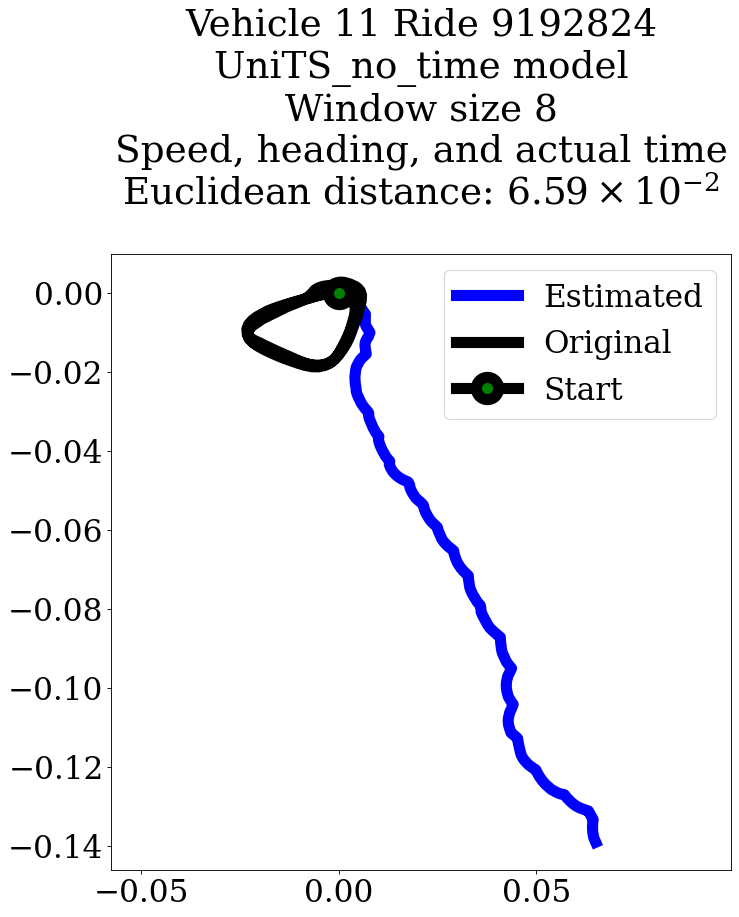 Vehicle 11 Ride 9192824
UniTS_no_time model
Window size 8
Speed, heading, and actual time
Euclidean distance: 6.59 × 10⁻²
Estimated
Original
Start
0.00
−0.02
−0.04
−0.06
−0.08
−0.10
−0.12
−0.14
−0.05 0.00 0.05